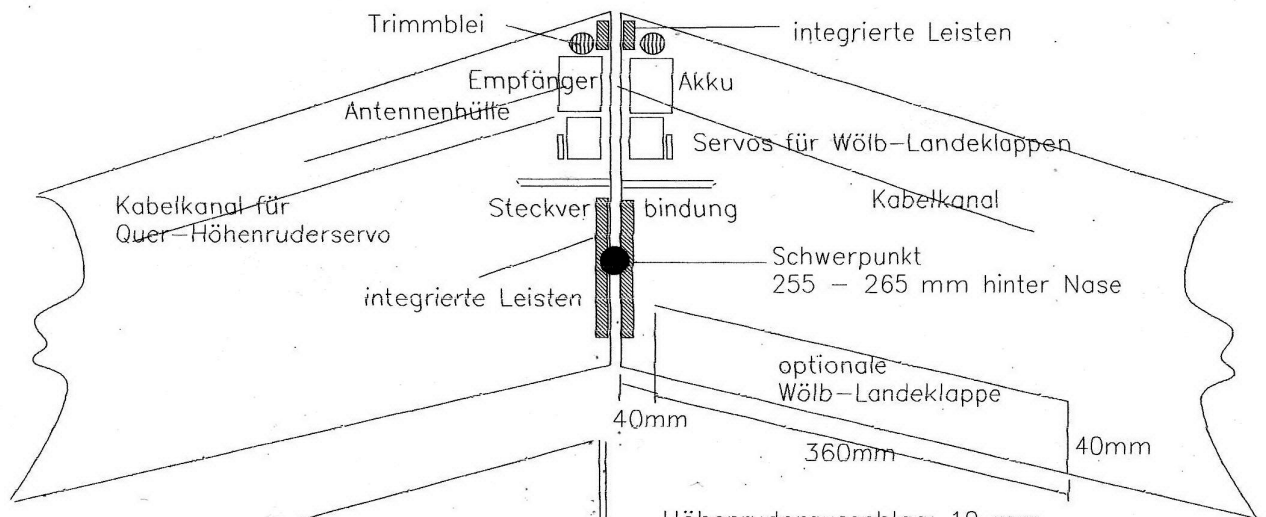 Trimmblei
integrierte Leisten
Empfänger
Akku
Antennenhülle
Servos für Wölb-Landeklappen
Kabelkanal für
Quer-Höhenruderservo
Steckver bindung
Kabelkanal
Schwerpunkt
255 - 265 mm hinter Nase
integrierte Leisten
optionale
Wölb-Landeklappe
40mm
40mm
360mm